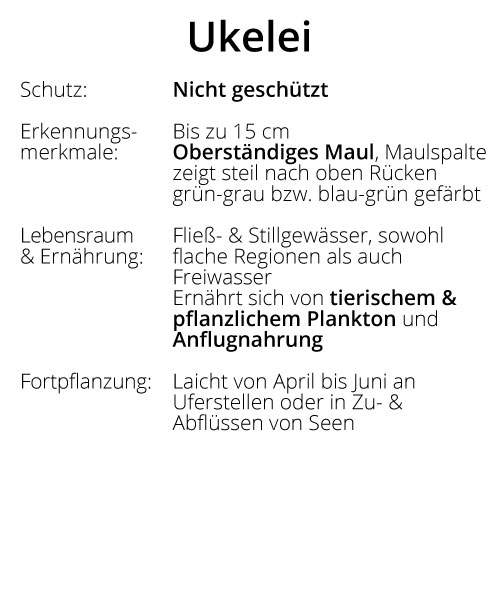 Ukelei
Schutz: Nicht geschützt
Erkennungs- Bis zu 15 cm
merkmale: Oberständiges Maul, Maulspalte
zeigt steil nach oben Rücken
grün-grau bzw. blau-grün gefärbt
Lebensraum Fließ- & Stillgewässer, sowohl
& Ernährung: flache Regionen als auch
Freiwasser
Ernährt sich von tierischem &
pflanzlichem Plankton und
Anflugnahrung
Fortpflanzung: Laicht von April bis Juni an
Uferstellen oder in Zu- &
Abflüssen von Seen